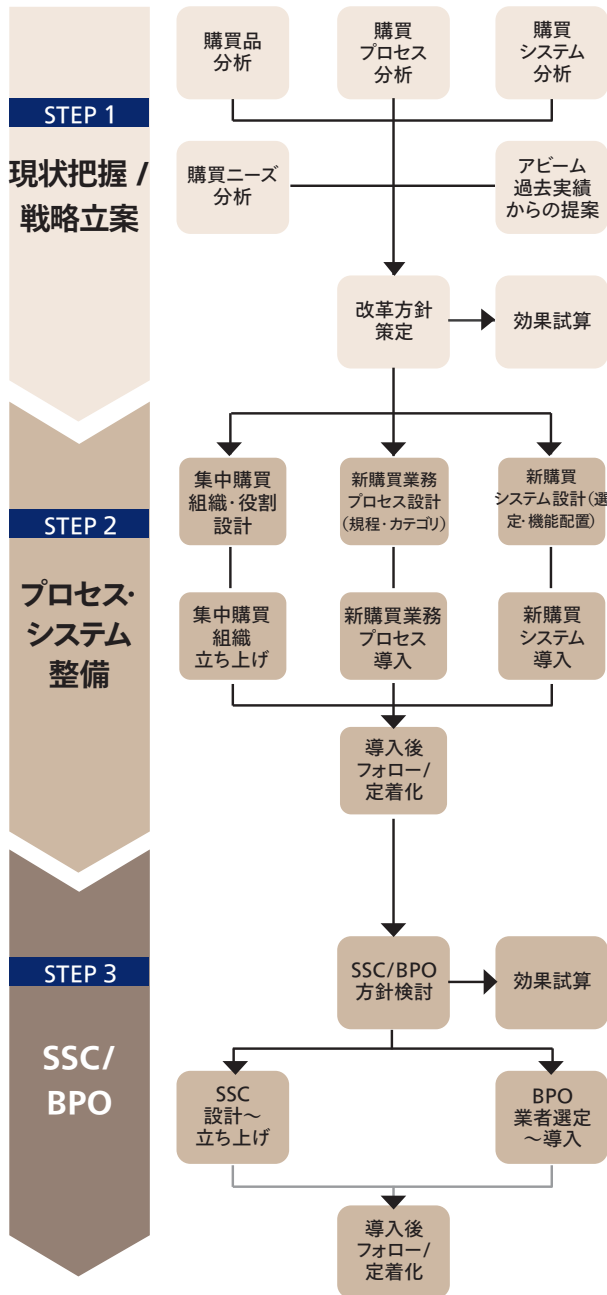 購買品
分析
購買
プロセス
分析
購買
システム
分析
STEP 1
現状把握 /
戦略立案
購買ニーズ
分析
アビーム
過去実績
からの提案
改革方針
策定
効果試算
STEP 2
プロセス・
システム
整備
集中購買
組織・役割
設計
新購買業務
プロセス設計
(規程・カテゴリ)
新購買
システム設計(選
定・機能配置)
集中購買
組織
立ち上げ
新購買業務
プロセス
導入
新購買
システム
導入
導入後
フォロー/
定着化
STEP 3
SSC/
BPO
SSC/BPO
方針検討
効果試算
SSC
設計〜
立ち上げ
BPO
業者選定
〜導入
導入後
フォロー/
定着化